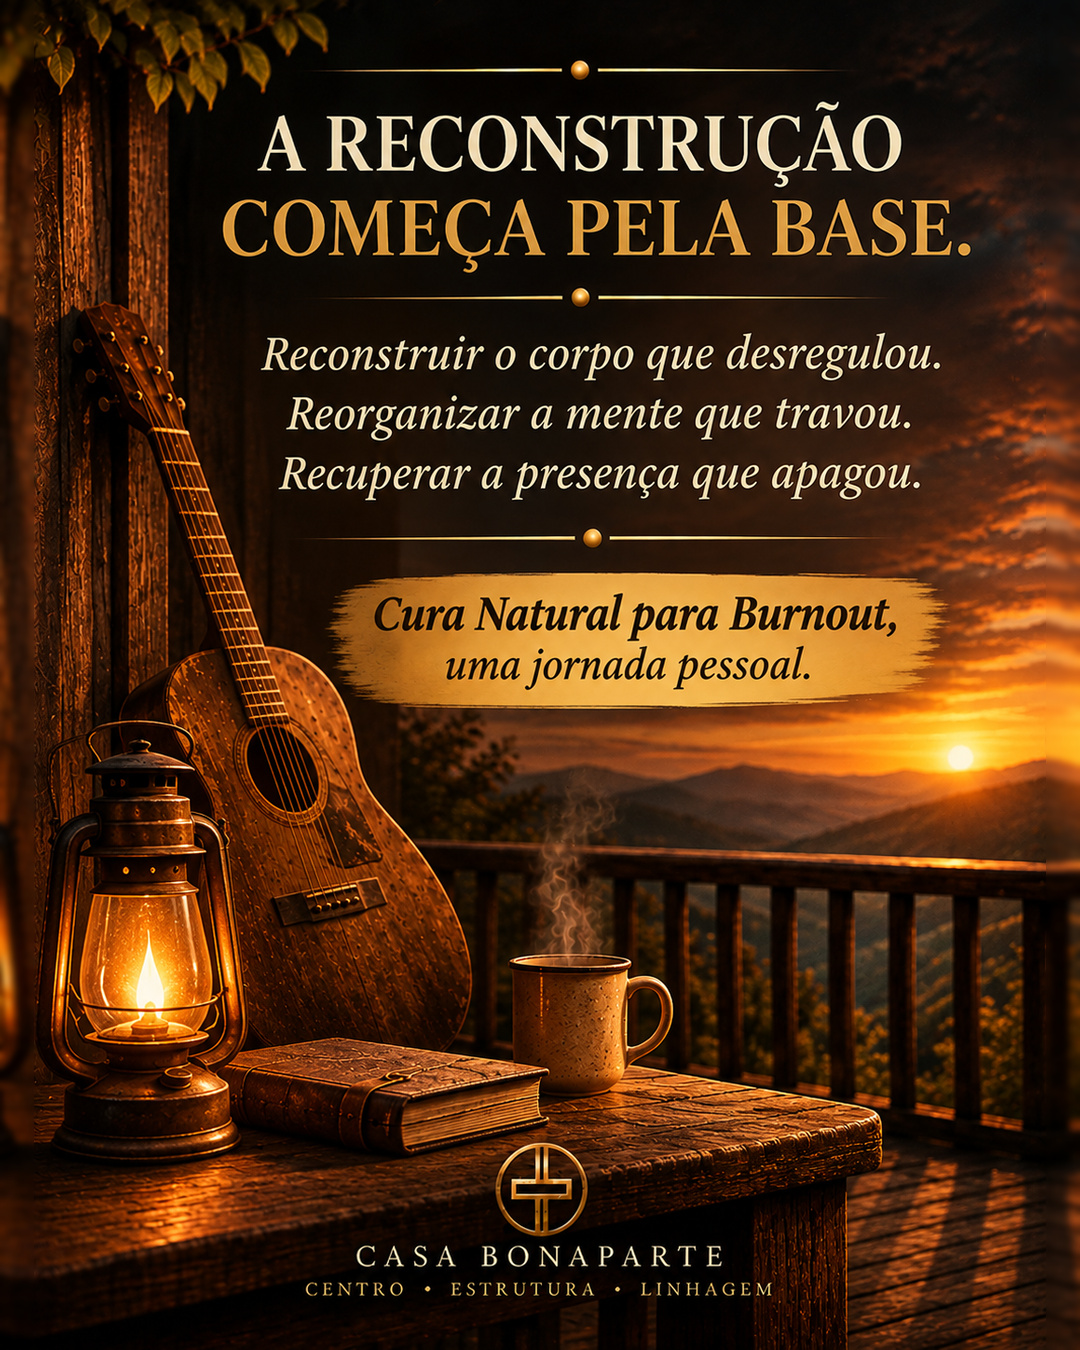 A RECONSTRUÇÃO
COMEÇA PELA BASE.
Reconstruir o corpo que desregulou.
Reorganizar a mente que travou.
Recuperar a presença que apagou.
Cura Natural para Burnout,
uma jornada pessoal.
CASA BONAPARTE
CENTRO • ESTRUTURA • LINHAGEM